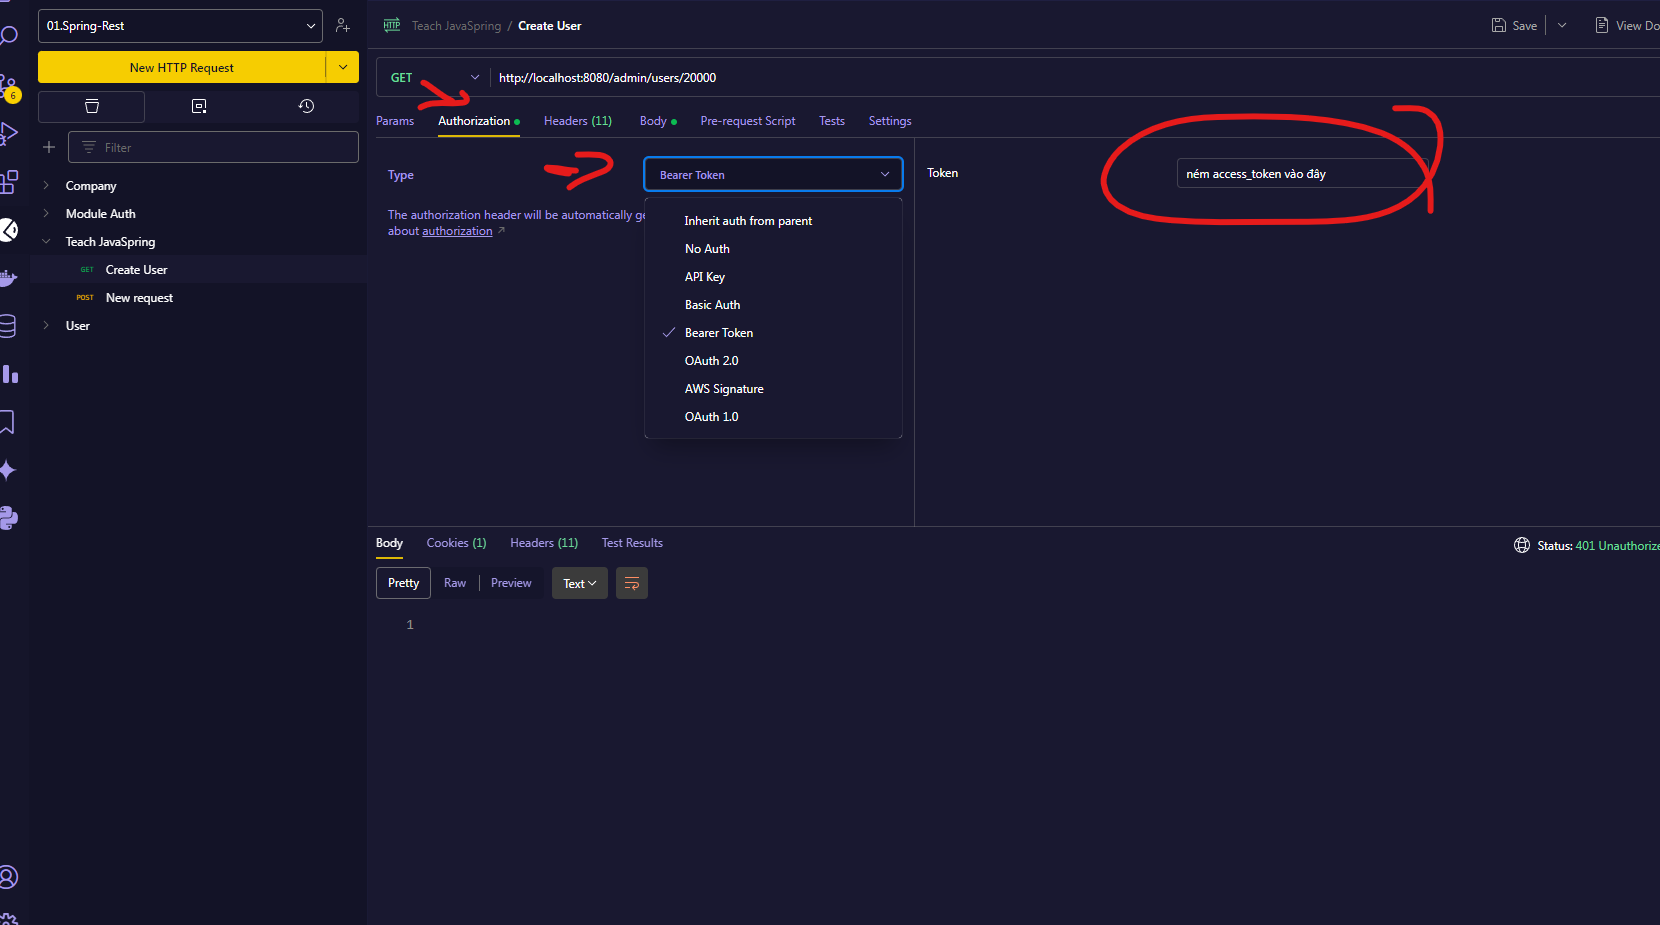 01.Spring-Rest
New HTTP Request
Filter
Company
Module Auth
Teach JavaSpring
GET Create User
POST New request
User
6
HTTP Teach JavaSpring / Create User
Save
View Do
GET http://localhost:8080/admin/users/20000
Params Authorization Headers (11) Body Pre-request Script Tests Settings
Type Bearer Token
The authorization header will be automatically ge
about authorization
Inherit auth from parent
No Auth
API Key
Basic Auth
Bearer Token
OAuth 2.0
AWS Signature
OAuth 1.0
Token ném access_token vào đây
Body Cookies (1) Headers (11) Test Results
Status: 401 Unauthorize
Pretty Raw Preview Text
1